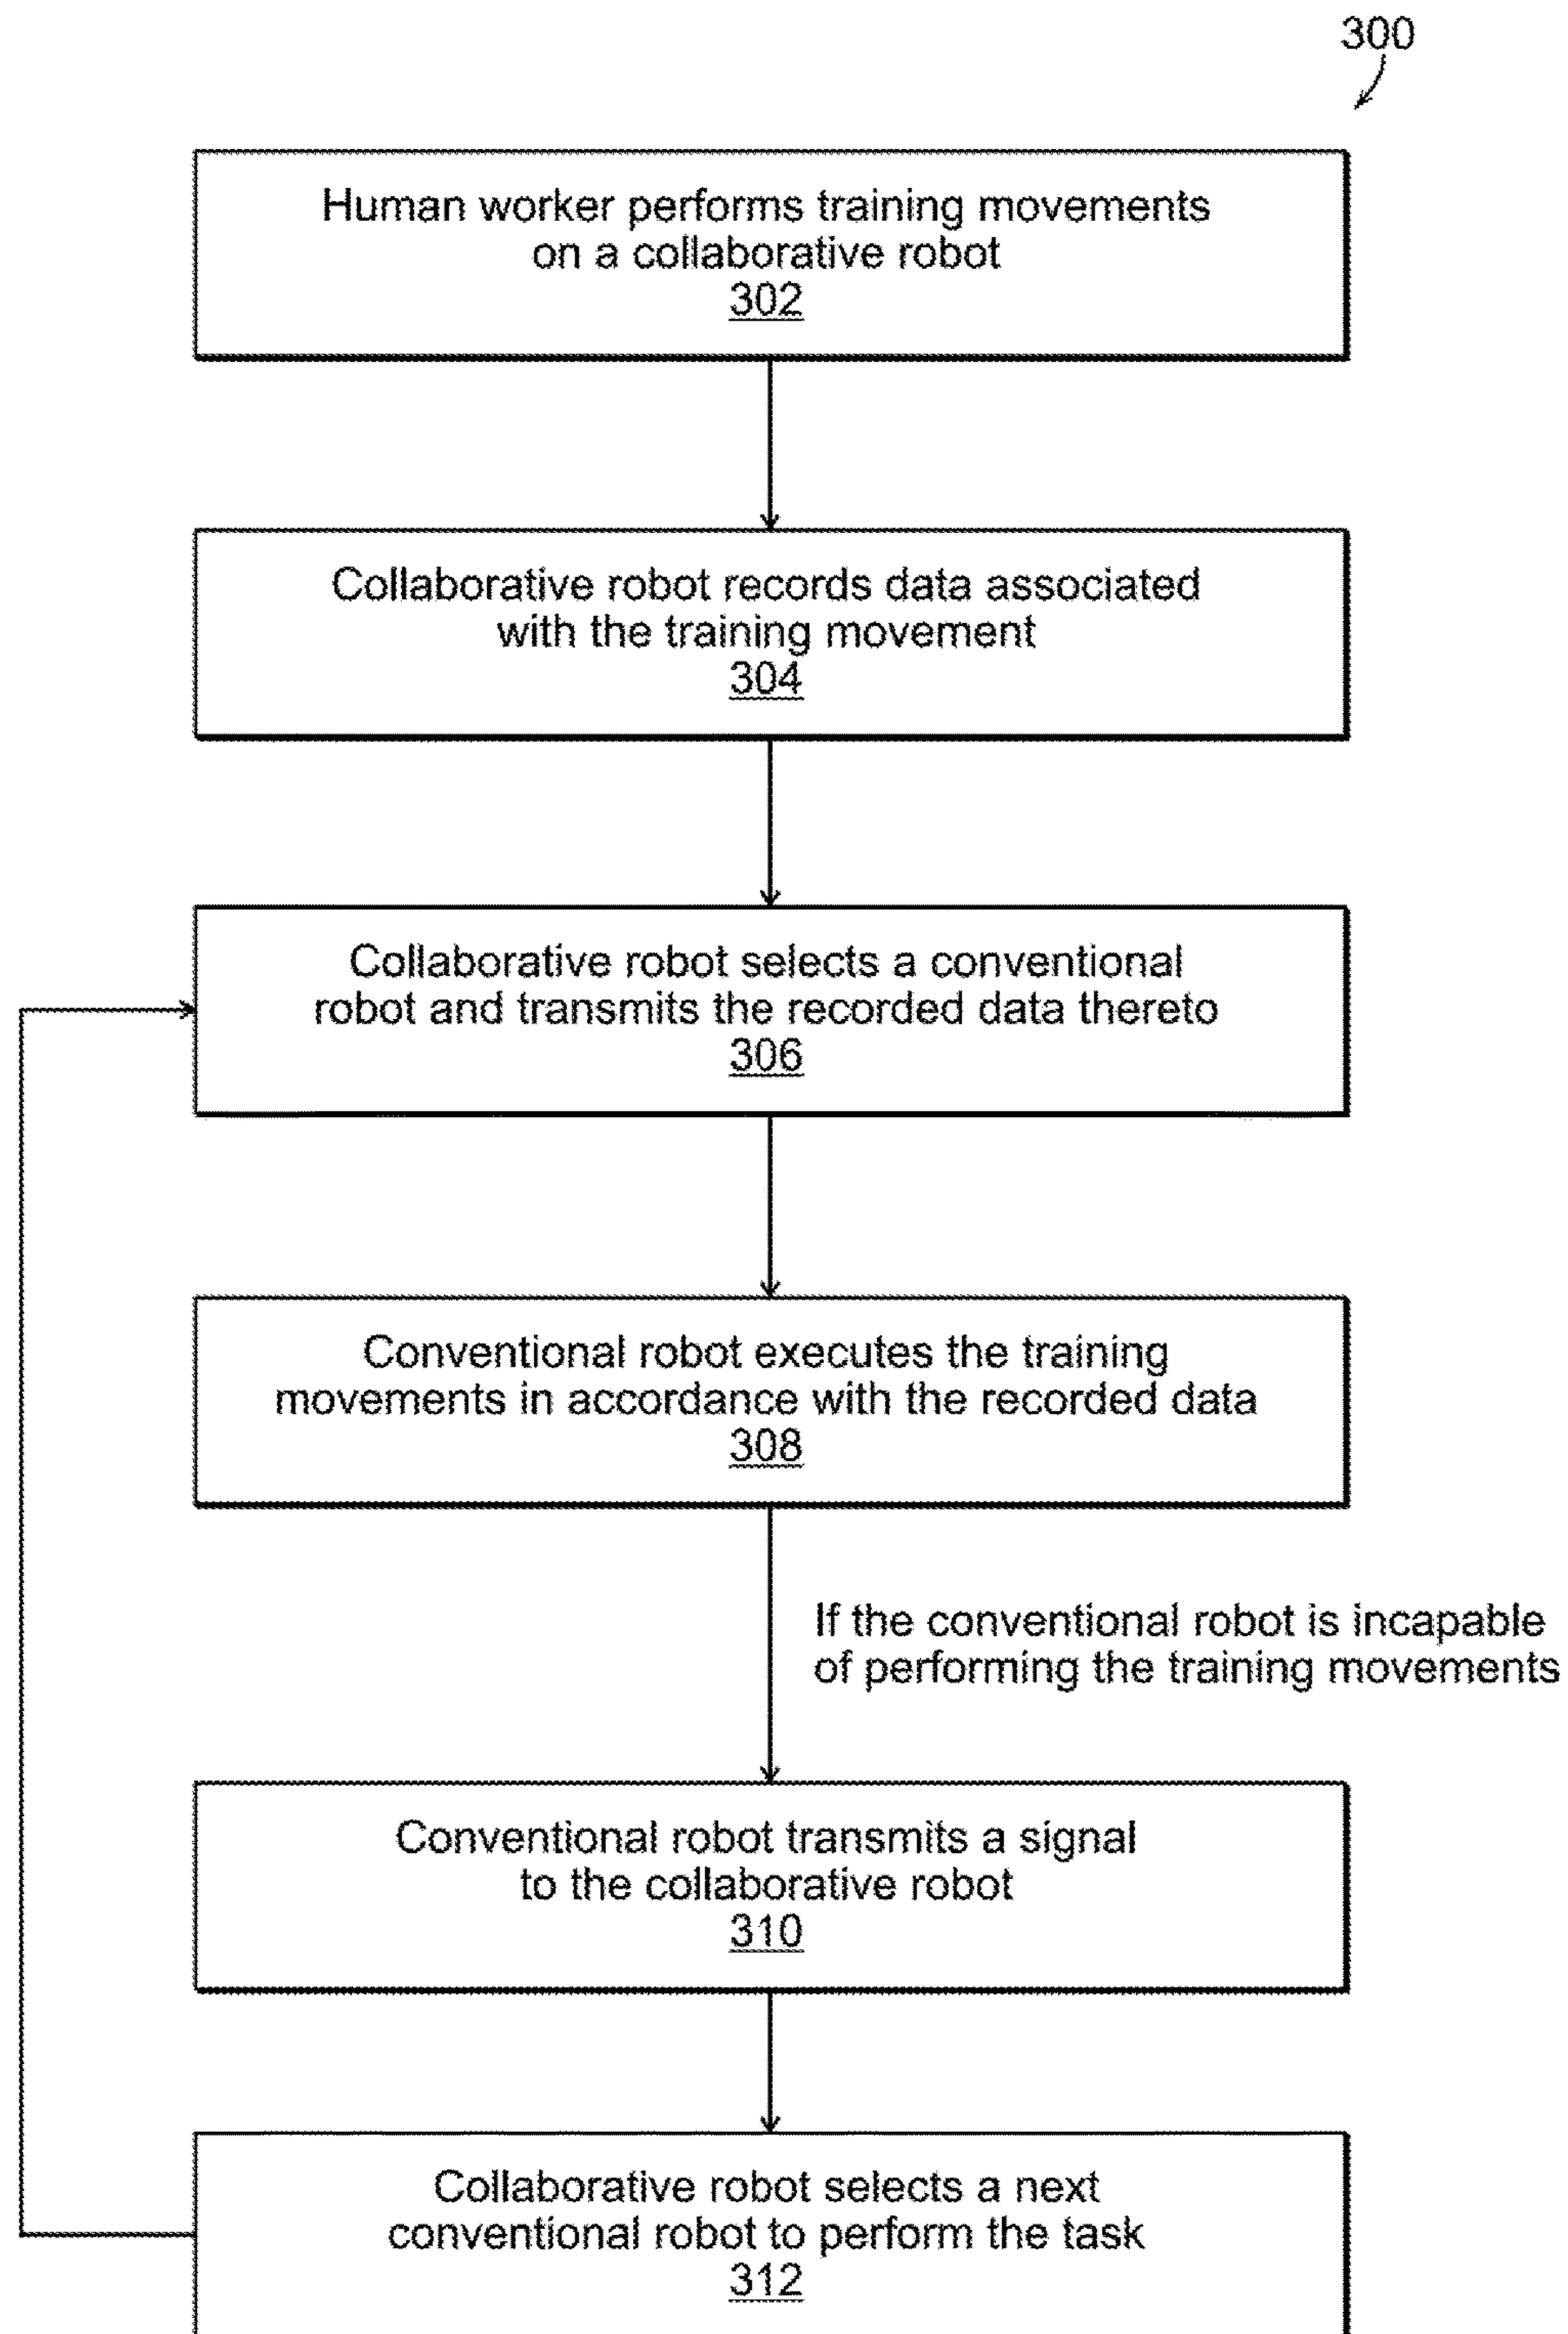 300
Human worker performs training movements
on a collaborative robot
302
Collaborative robot records data associated
with the training movement
304
Collaborative robot selects a conventional
robot and transmits the recorded data thereto
306
Conventional robot executes the training
movements in accordance with the recorded data
308
If the conventional robot is incapable
of performing the training movements
Conventional robot transmits a signal
to the collaborative robot
310
Collaborative robot selects a next
conventional robot to perform the task
312